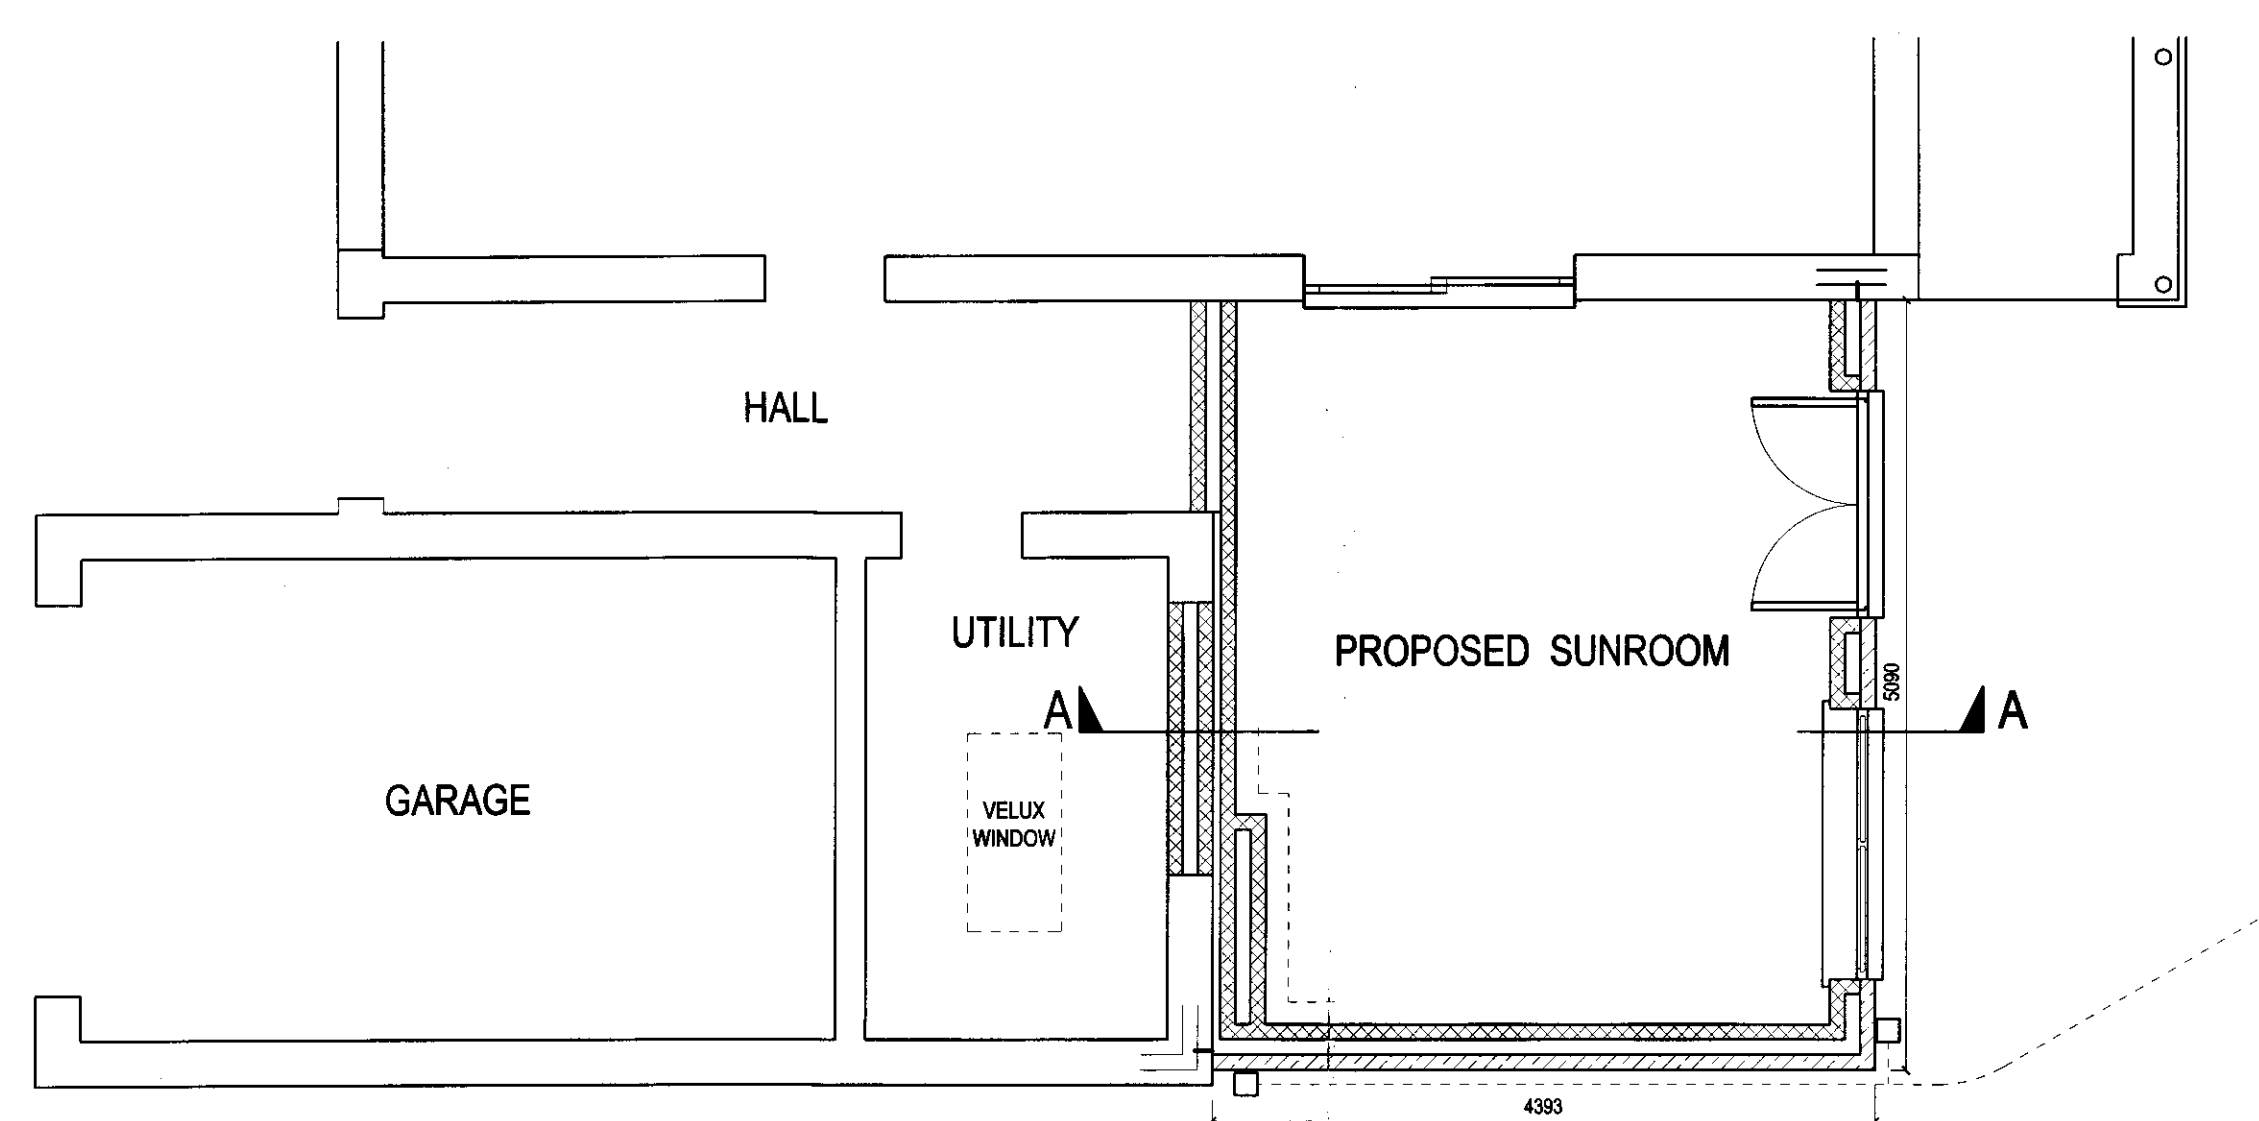 HALL
UTILITY
PROPOSED SUNROOM
5090
A
A
GARAGE
VELUX
WINDOW
4393